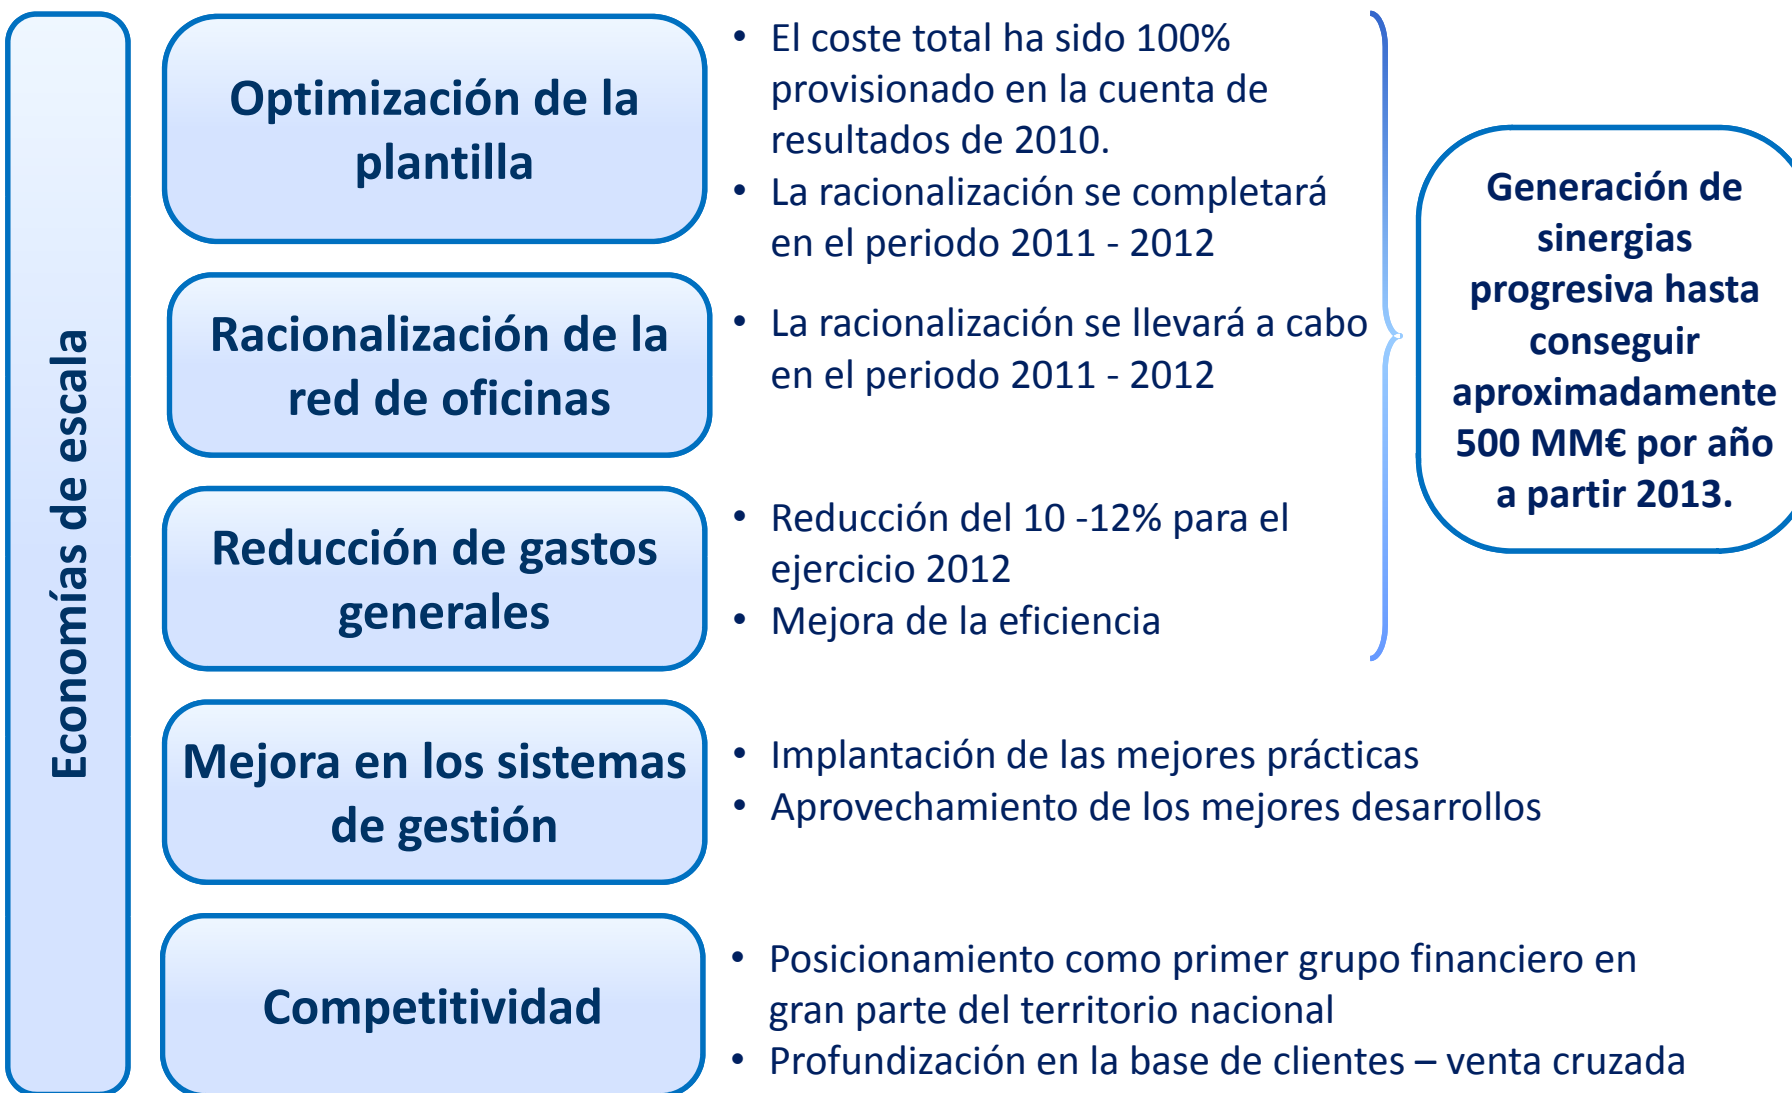 Economías de escala
Optimización de la
plantilla
• El coste total ha sido 100%
provisionado en la cuenta de
resultados de 2010.
• La racionalización se completará
en el periodo 2011 - 2012
Racionalización de la
red de oficinas
• La racionalización se llevará a cabo
en el periodo 2011 - 2012
Reducción de gastos
generales
• Reducción del 10 -12% para el
ejercicio 2012
• Mejora de la eficiencia
Generación de
sinergias
progresiva hasta
conseguir
aproximadamente
500 MM€ por año
a partir 2013.
Mejora en los sistemas
de gestión
• Implantación de las mejores prácticas
• Aprovechamiento de los mejores desarrollos
Competitividad
• Posicionamiento como primer grupo financiero en
gran parte del territorio nacional
• Profundización en la base de clientes – venta cruzada